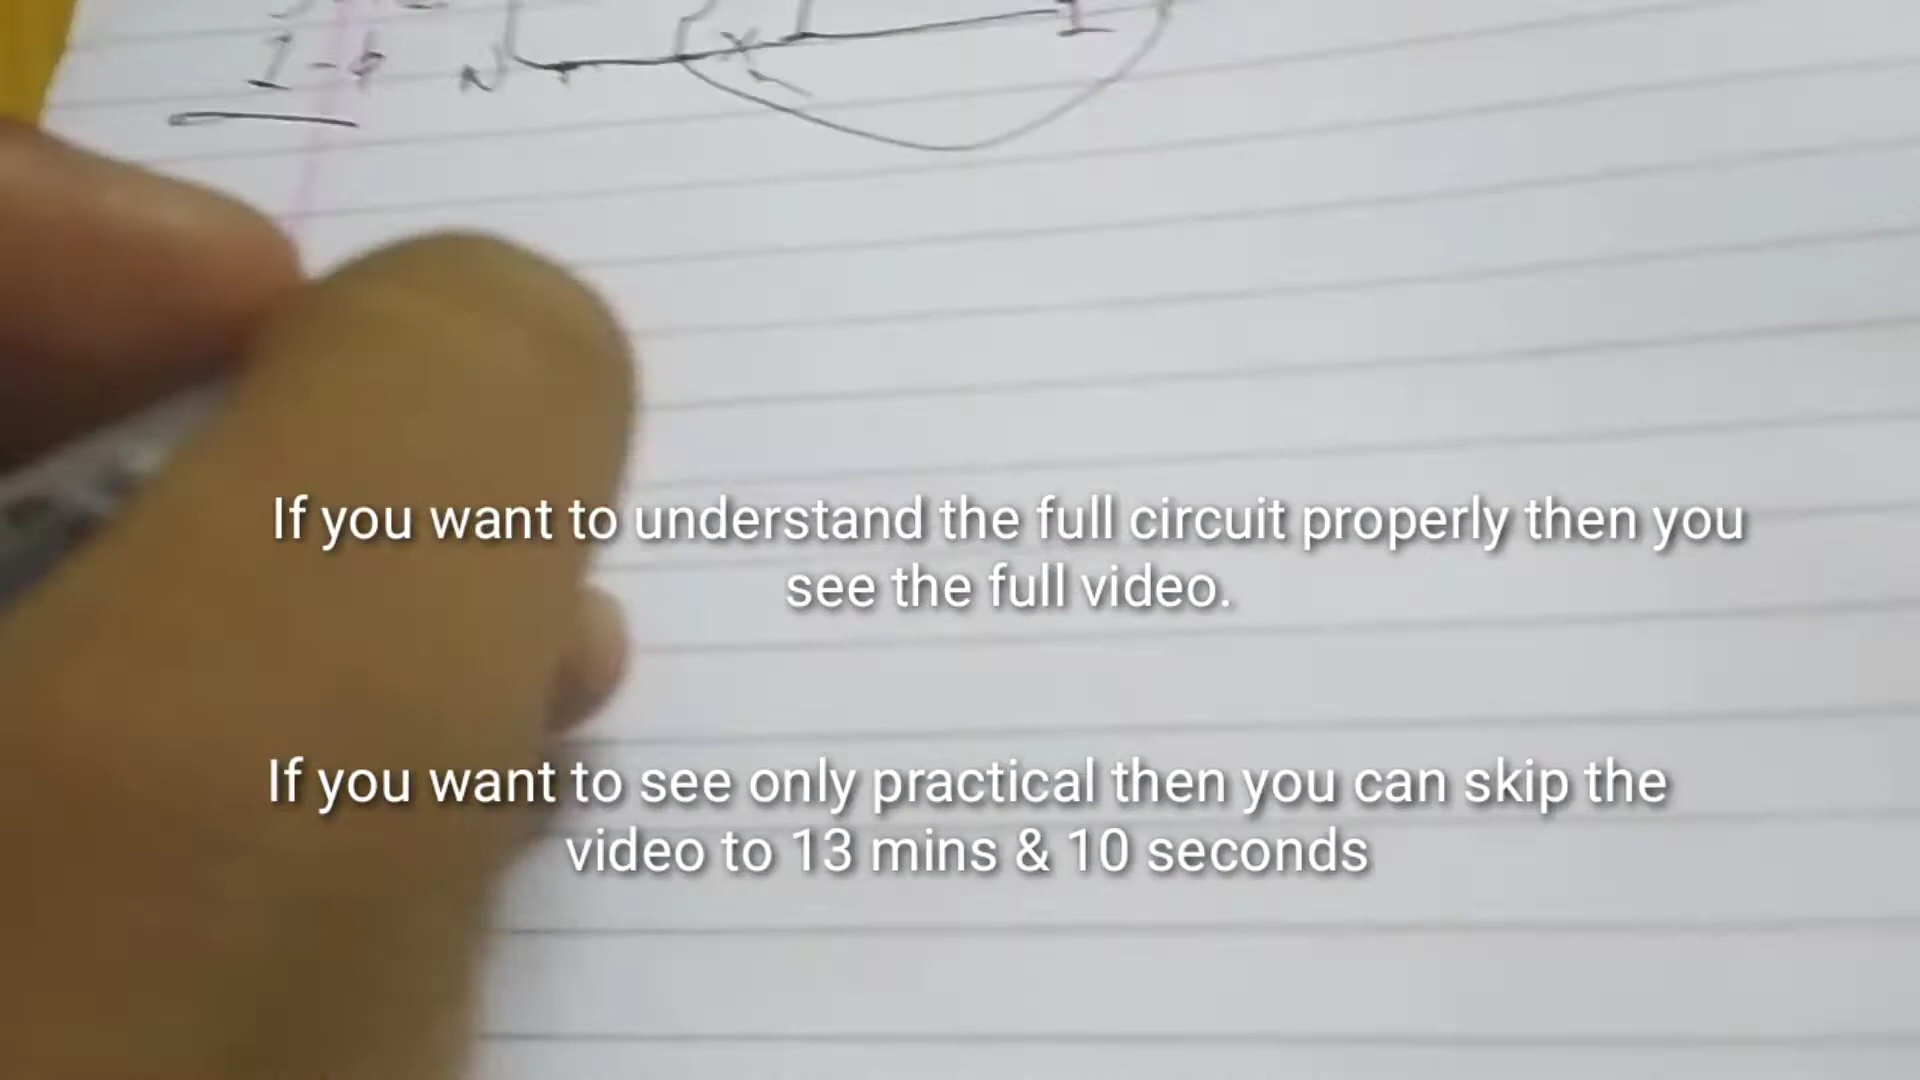 N X I
If you want to understand the full circuit properly then you
see the full video.
If you want to see only practical then you can skip the
video to 13 mins & 10 seconds